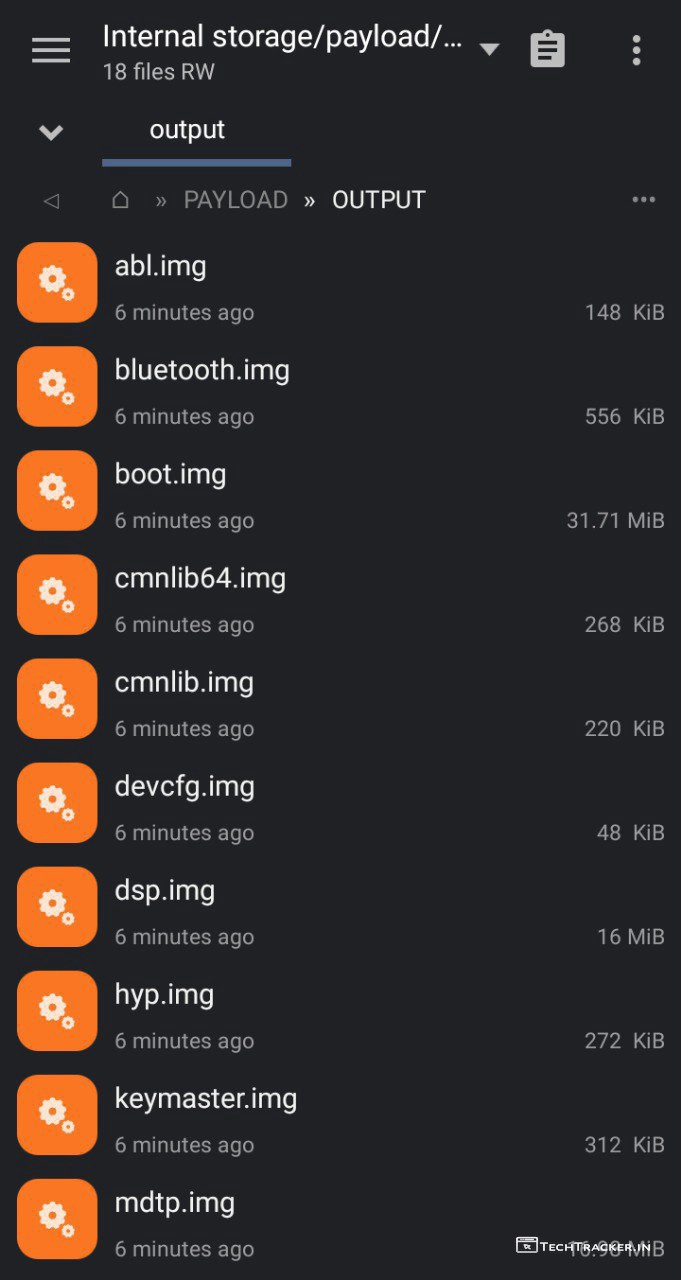 Internal storage/payload/...
18 files RW
output
» PAYLOAD » OUTPUT
abl.img
6 minutes ago 148 KiB
bluetooth.img
6 minutes ago 556 KiB
boot.img
6 minutes ago 31.71 MiB
cmnlib64.img
6 minutes ago 268 KiB
cmnlib.img
6 minutes ago 220 KiB
devcfg.img
6 minutes ago 48 KiB
dsp.img
6 minutes ago 16 MiB
hyp.img
6 minutes ago 272 KiB
keymaster.img
6 minutes ago 312 KiB
mdtp.img
6 minutes ago 16.98 MiB
TECHTRACKER.IN